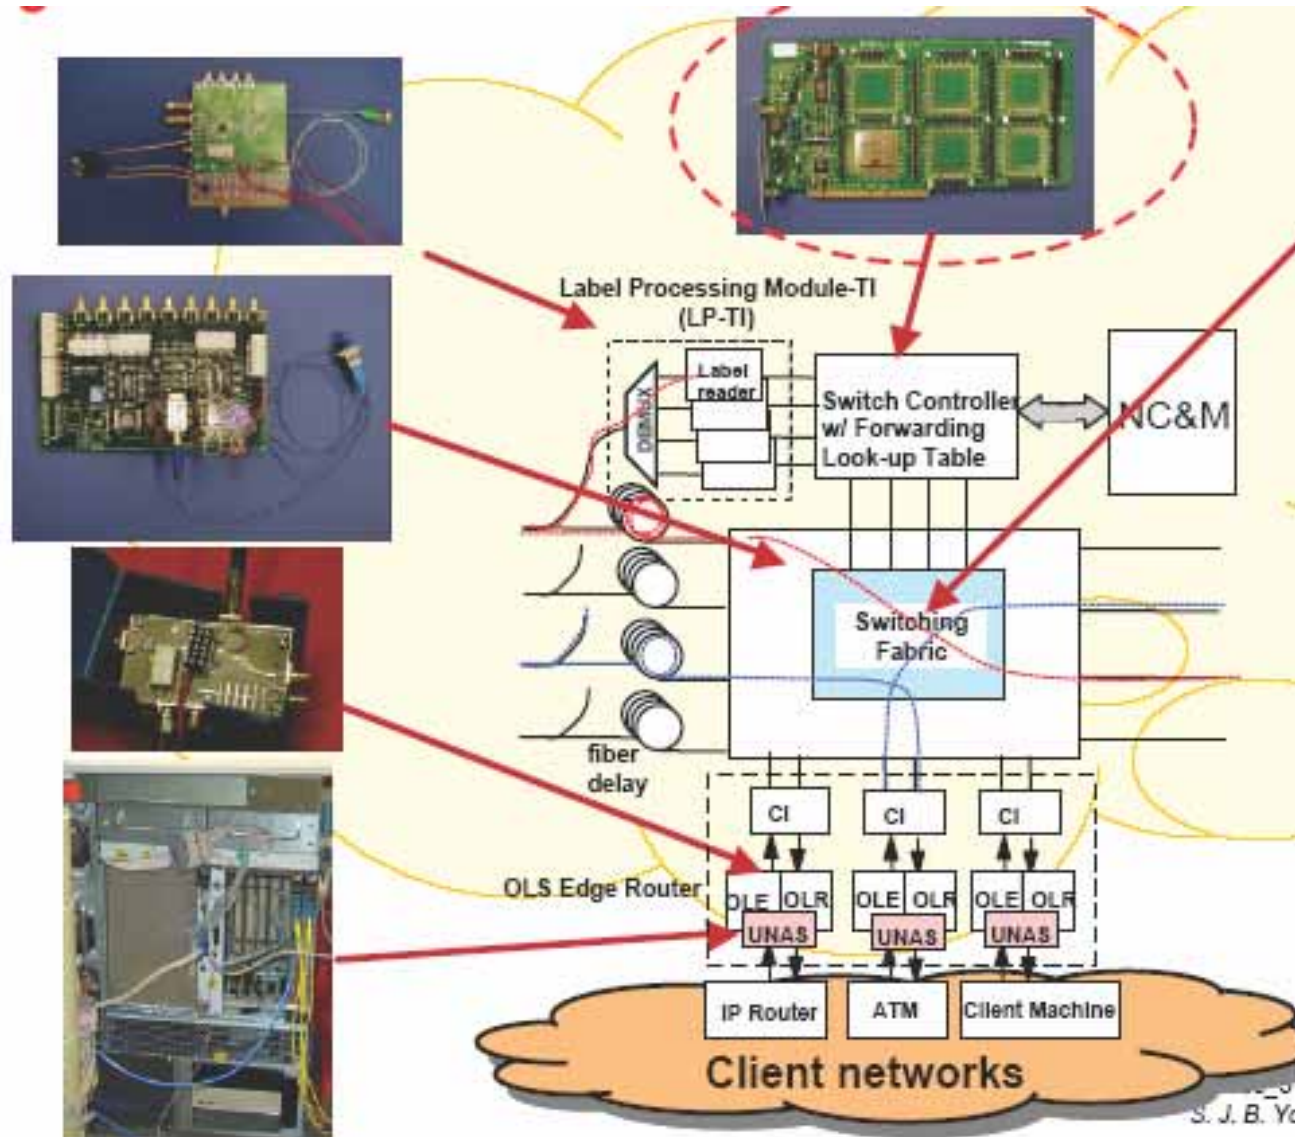 Label Processing Module-TI
(LP-TI)
Label
reader
Switch Controller
w/ Forwarding
Look-up Table
NC&M
Switching
Fabric
fiber
delay
CI
CI
CI
OLS Edge Router
OLE
OLR
OLE
OLR
OLE
OLR
UNAS
UNAS
UNAS
IP Router
ATM
Client Machine
Client networks
S. J. B.